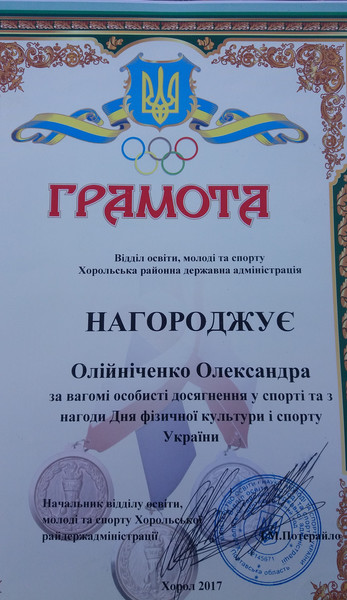 ГРАМОТА
Відділ освіти, молоді та спорту
Хорольська районна державна адміністрація
НАГОРОДЖУЄ
Олійніченко Олександра
за вагомі особисті досягнення у спорті та з
нагоди Дня фізичної культури і спорту
України
Начальник відділу освіти,
молоді та спорту Хорольської
райдержадміністрації
М.Потерайло
Хорол 2017